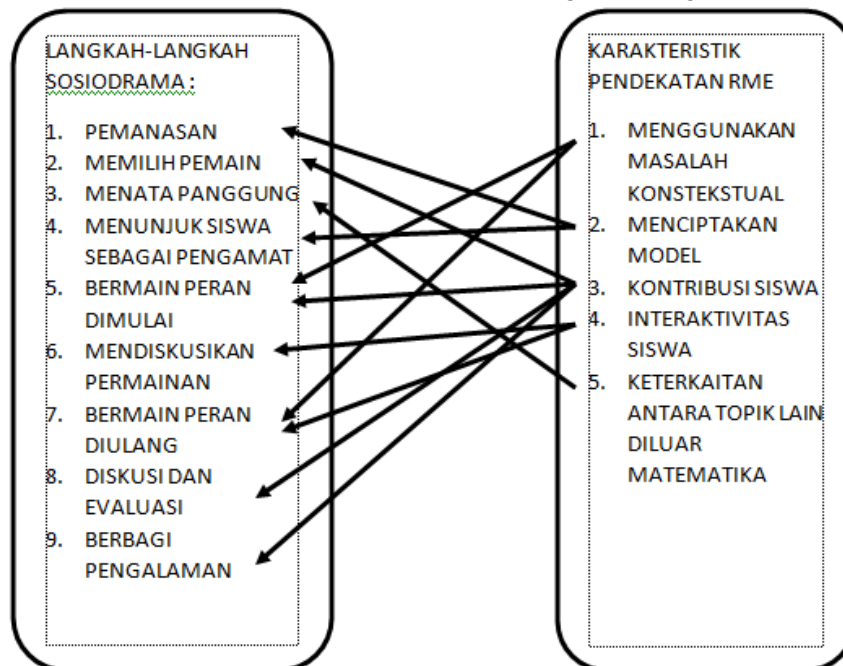 LANGKAH-LANGKAH
SOSIODRAMA :
1. PEMANASAN
2. MEMILIH PEMAIN
3. MENATA PANGGUNG
4. MENUNJUK SISWA
SEBAGAI PENGAMAT
5. BERMAIN PERAN
DIMULAI
6. MENDISKUSIKAN
PERMAINAN
7. BERMAIN PERAN
DIULANG
8. DISKUSI DAN
EVALUASI
9. BERBAGI
PENGALAMAN
KARAKTERISTIK
PENDEKATAN RME
1. MENGGUNAKAN
MASALAH
KONSTEKSTUAL
2. MENCIPTAKAN
MODEL
3. KONTRIBUSI SISWA
4. INTERAKTIVITAS
SISWA
5. KETERKAITAN
ANTARA TOPIK LAIN
DILUAR
MATEMATIKA